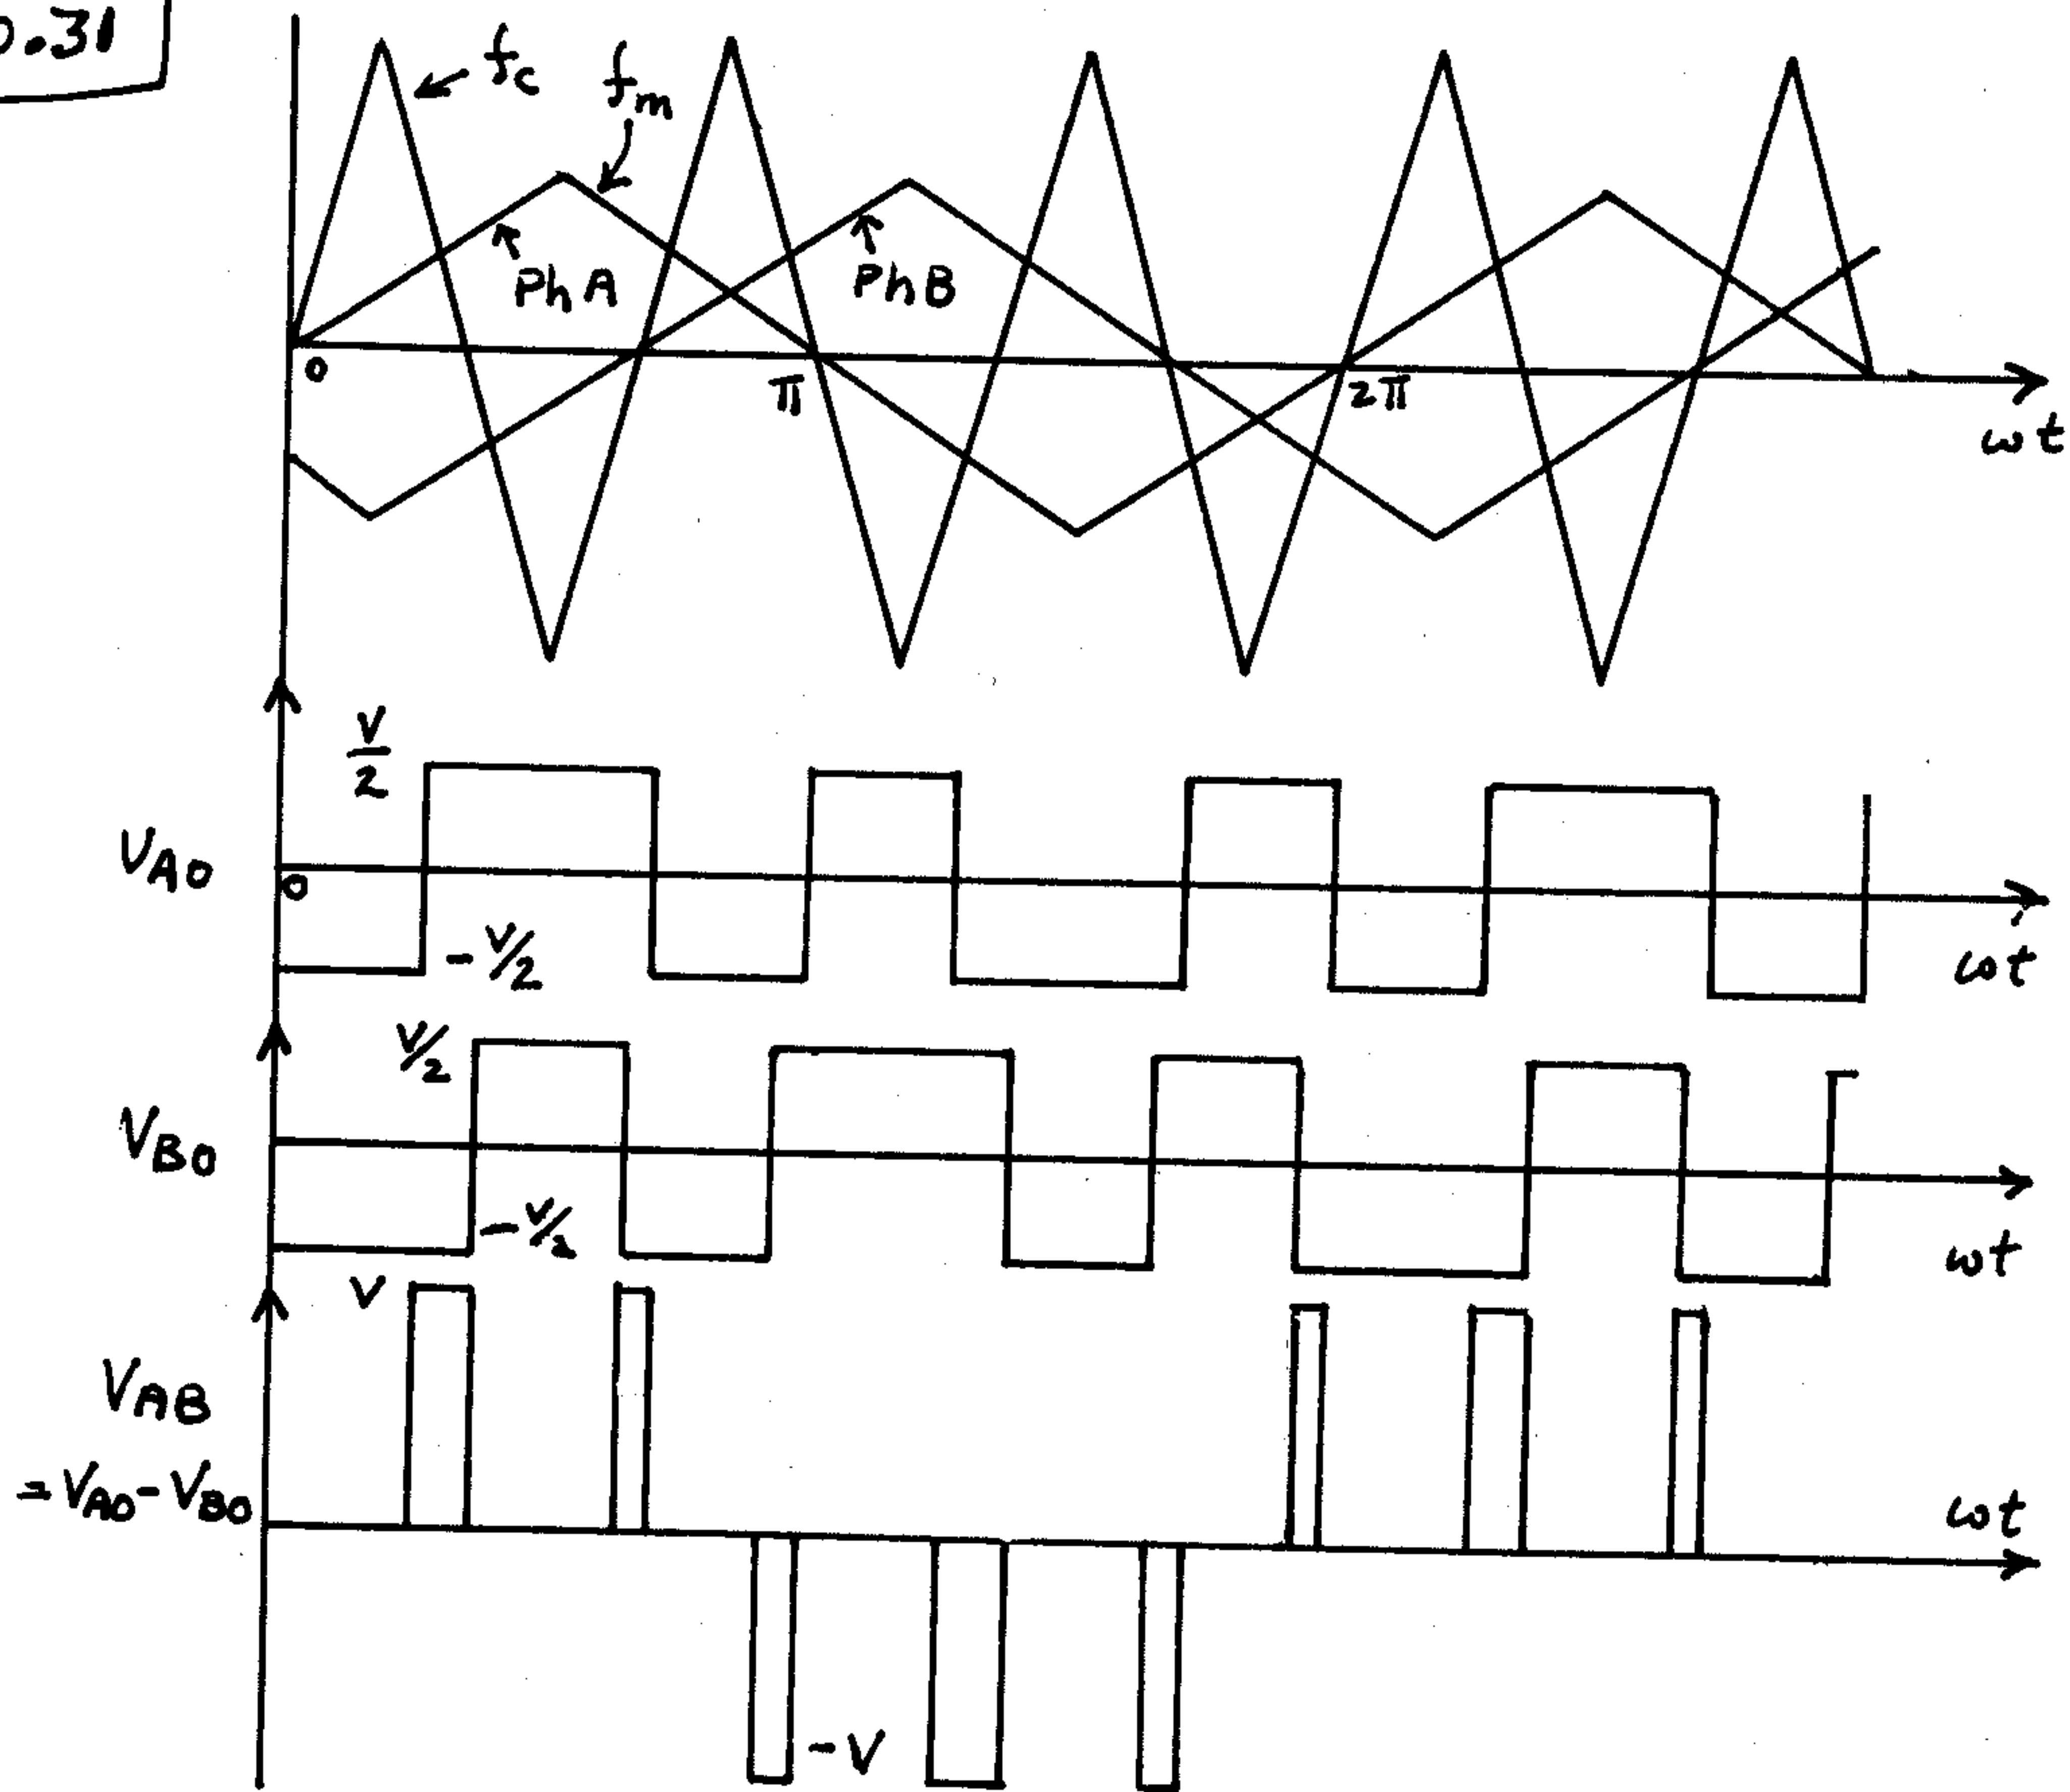 0.31
fc
fm
Ph A
Ph B
0
π
2π
ωt
V/2
VAO
0
-V/2
ωt
V/2
VBO
-V/2
ωt
V
VAB
= VAO - VBO
ωt
-V